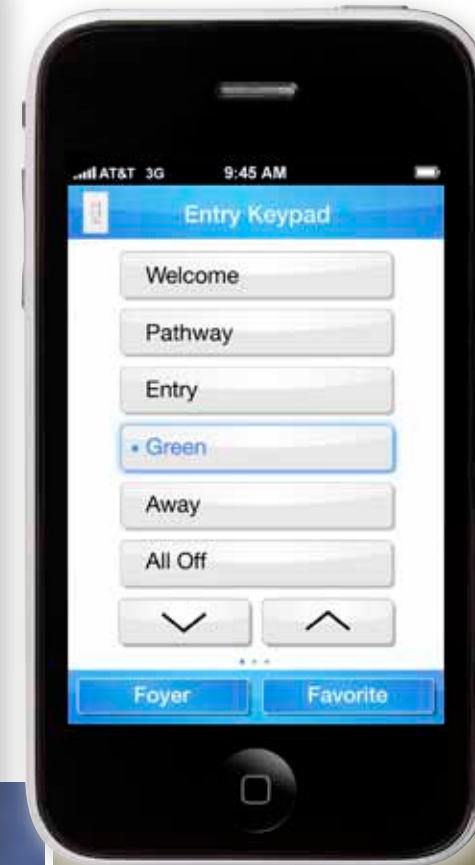 AT&T 3G 9:45 AM
Entry Keypad
Welcome
Pathway
Entry
• Green
Away
All Off
Foyer Favorite